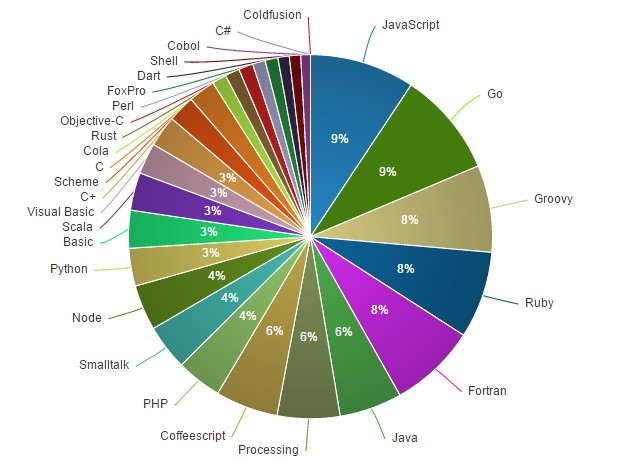 Coldfusion
C#
Cobol
Shell
Dart
FoxPro
Perl
Objective-C
Rust
Cola
C
Scheme
C+
Visual Basic
Scala
Basic
Python
Node
Smalltalk
PHP
Coffeescript
Processing
Java
Fortran
Ruby
Groovy
Go
JavaScript
9%
9%
8%
8%
8%
6%
6%
6%
4%
4%
4%
3%
3%
3%
3%
3%